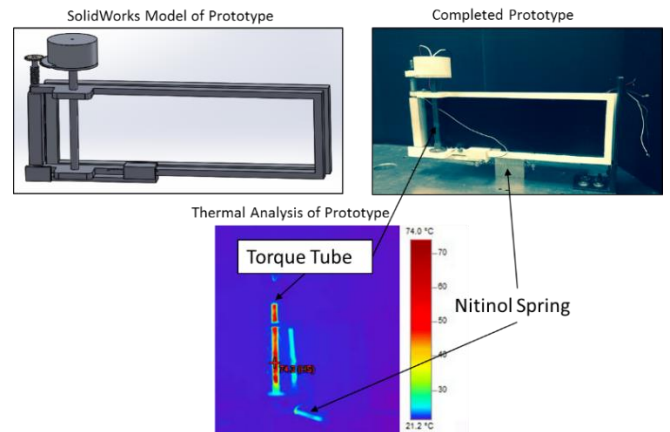 SolidWorks Model of Prototype
Completed Prototype
Thermal Analysis of Prototype
74.0 °C
70
Torque Tube
60
50
Nitinol Spring
40
30
21.2 °C